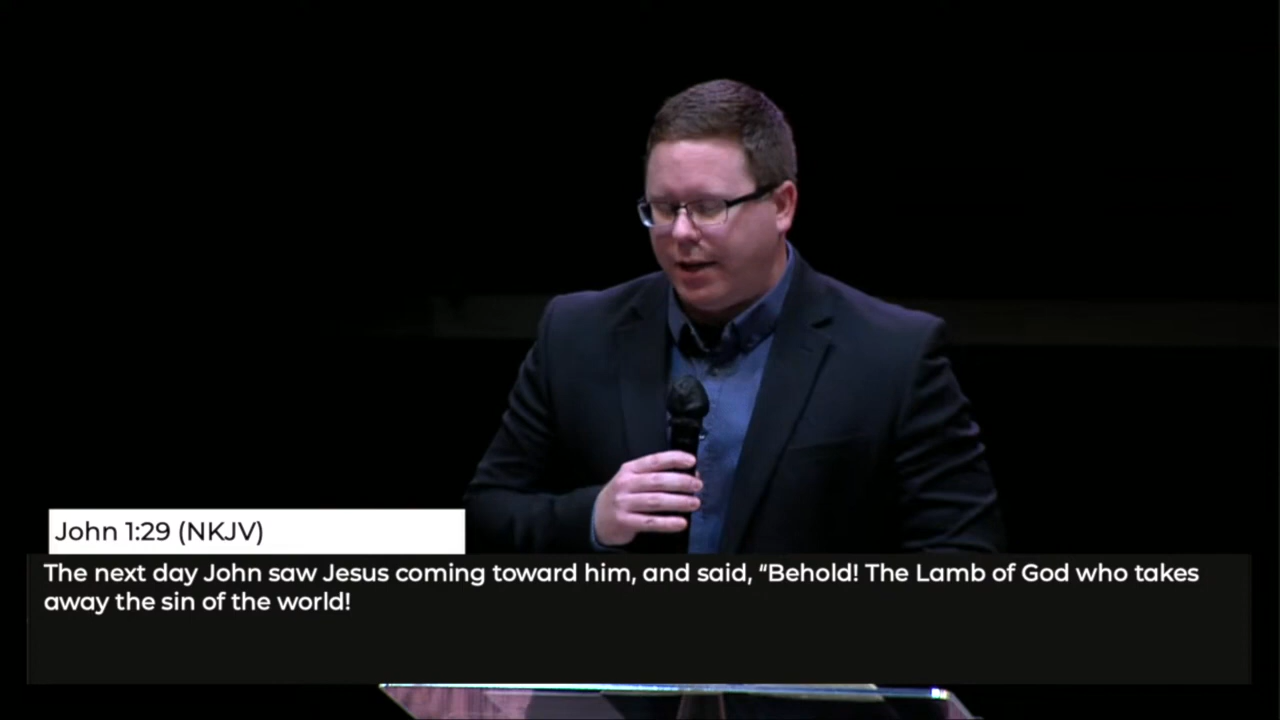 John 1:29 (NKJV)
The next day John saw Jesus coming toward him, and said, “Behold! The Lamb of God who takes
away the sin of the world!